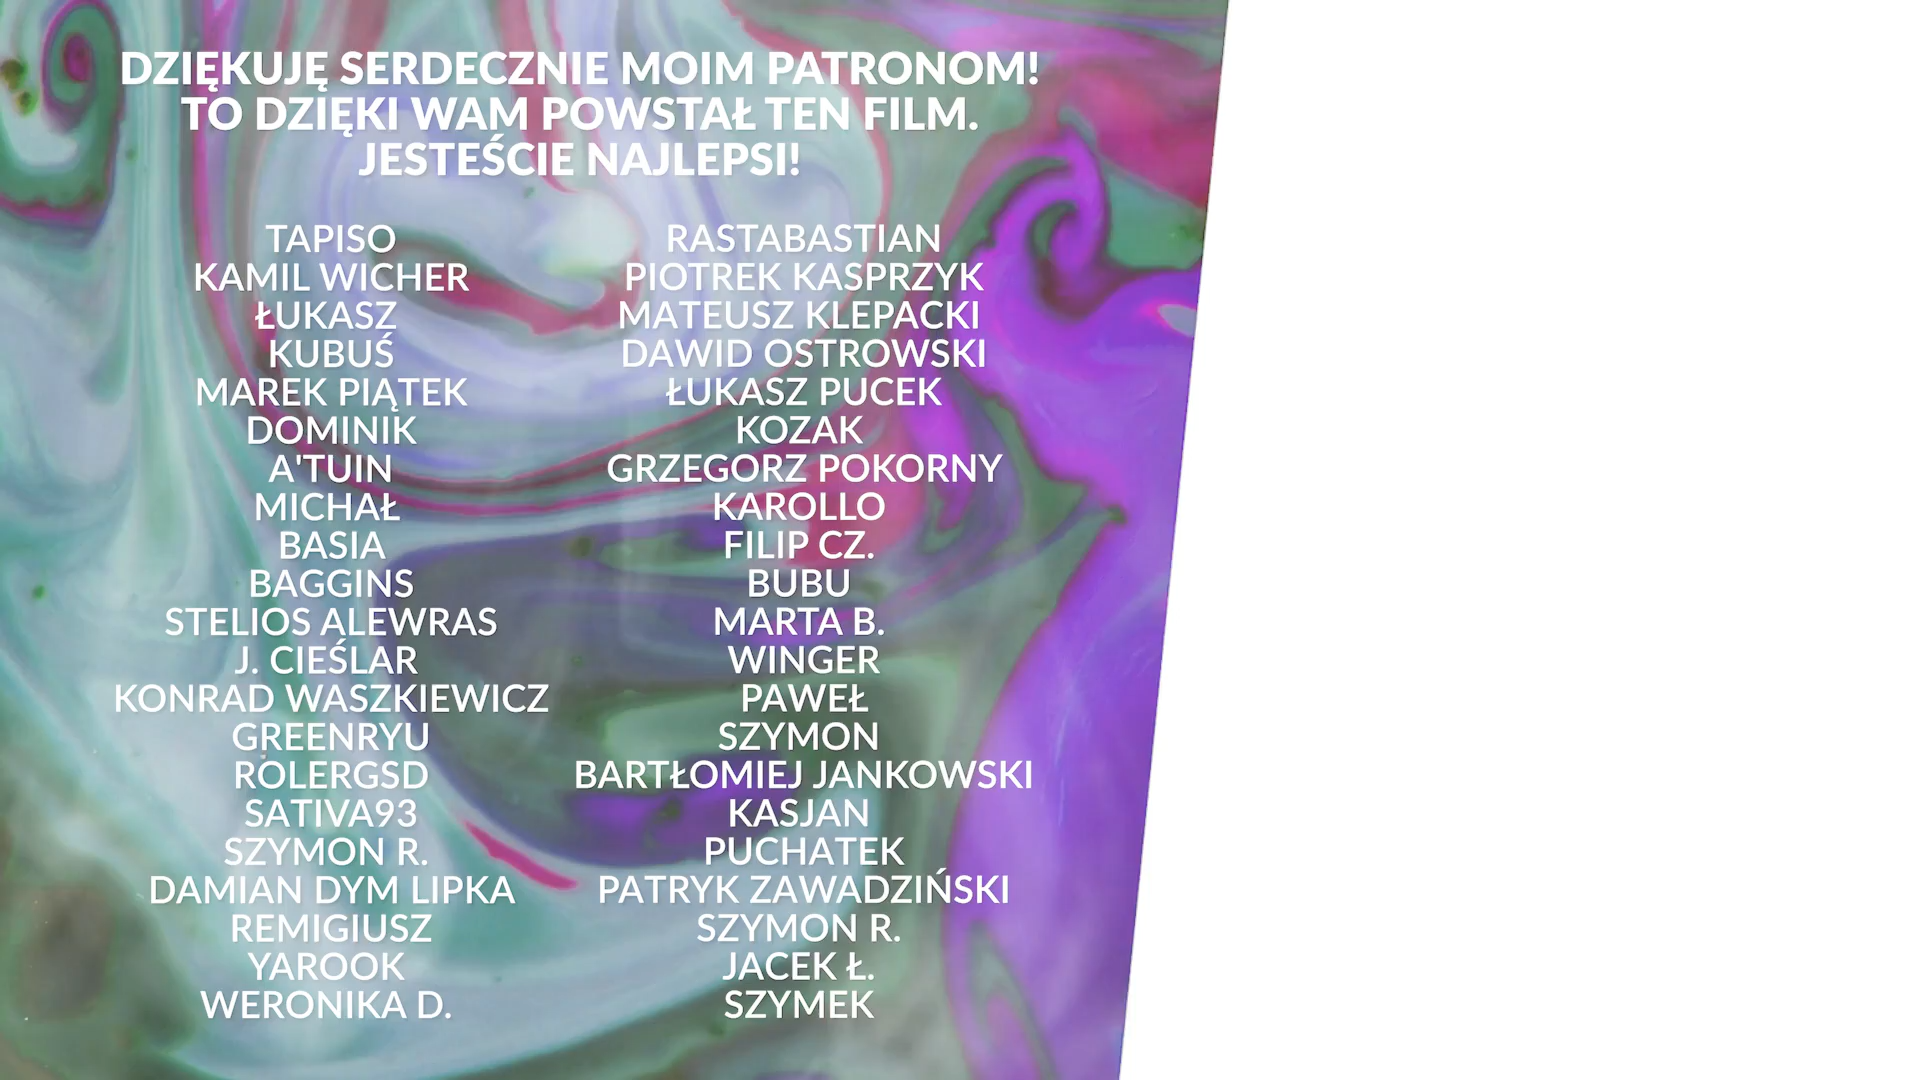 DZIĘKUJĘ SERDECZNIE MOIM PATRONOM!
TO DZIĘKI WAM POWSTAŁ TEN FILM.
JESTEŚCIE NAJLEPSI!
TAPISO
KAMIL WICHER
ŁUKASZ
KUBUŚ
MAREK PIĄTEK
DOMINIK
A'TUIN
MICHAŁ
BASIA
BAGGINS
STELIOS ALEWRAS
J. CIEŚLAR
KONRAD WASZKIEWICZ
GREENRYU
ROLERGSD
SATIVA93
SZYMON R.
DAMIAN DYM LIPKA
REMIGIUSZ
YAROOK
WERONIKA D.
RASTABASTIAN
PIOTREK KASPRZYK
MATEUSZ KLEPACKI
DAWID OSTROWSKI
ŁUKASZ PUCEK
KOZAK
GRZEGORZ POKORNY
KAROLLO
FILIP CZ.
BUBU
MARTA B.
WINGER
PAWEŁ
SZYMON
BARTŁOMIEJ JANKOWSKI
KASJAN
PUCHATEK
PATRYK ZAWADZIŃSKI
SZYMON R.
JACEK Ł.
SZYMEK